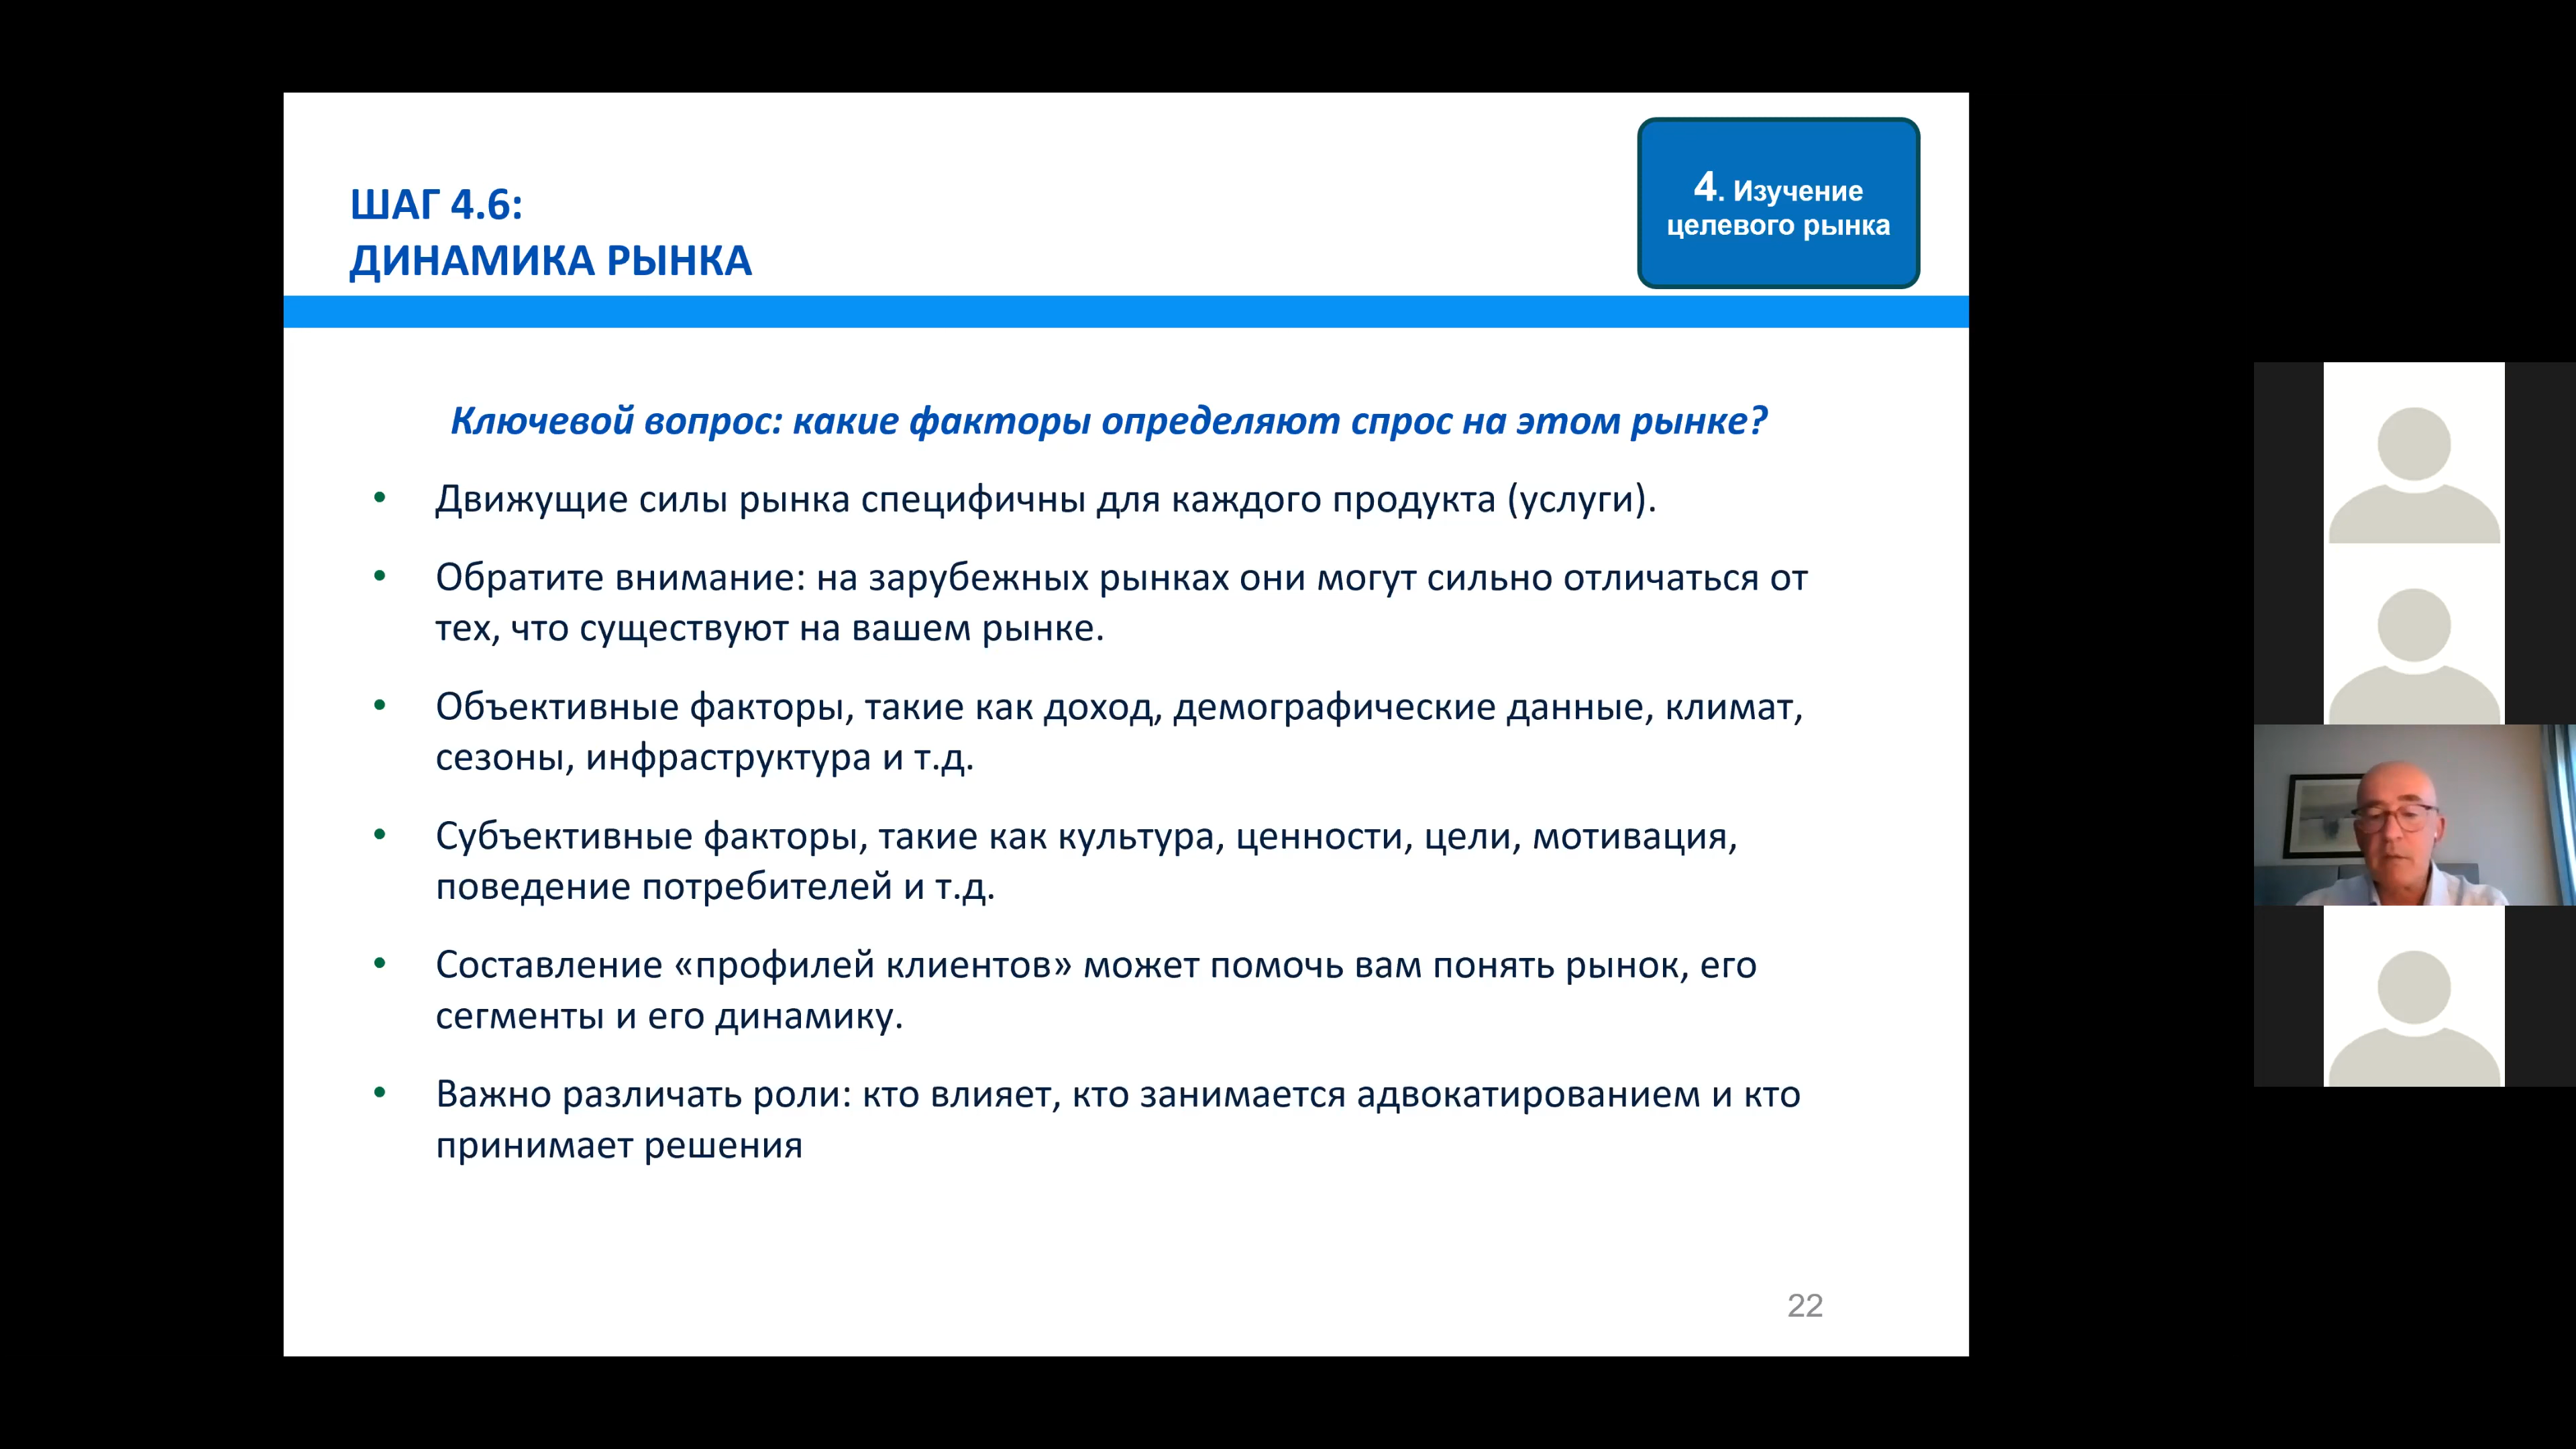 ШАГ 4.6:
ДИНАМИКА РЫНКА
4. Изучение
целевого рынка
Ключевой вопрос: какие факторы определяют спрос на этом рынке?
• Движущие силы рынка специфичны для каждого продукта (услуги).
• Обратите внимание: на зарубежных рынках они могут сильно отличаться от
тех, что существуют на вашем рынке.
• Объективные факторы, такие как доход, демографические данные, климат,
сезоны, инфраструктура и т.д.
• Субъективные факторы, такие как культура, ценности, цели, мотивация,
поведение потребителей и т.д.
• Составление «профилей клиентов» может помочь вам понять рынок, его
сегменты и его динамику.
• Важно различать роли: кто влияет, кто занимается адвокатированием и кто
принимает решения
22